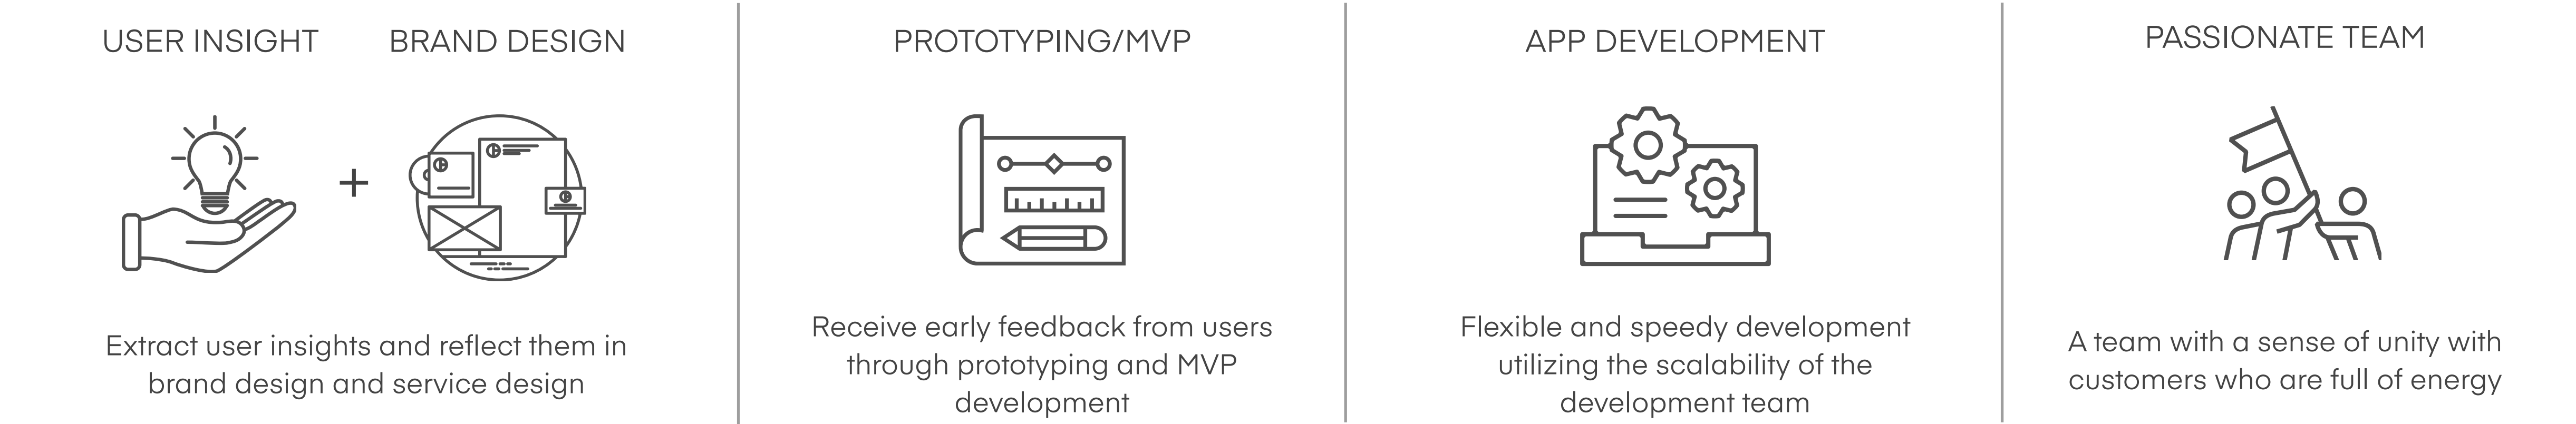 USER INSIGHT
BRAND DESIGN
+
Extract user insights and reflect them in
brand design and service design
PROTOTYPING/MVP
Receive early feedback from users
through prototyping and MVP
development
APP DEVELOPMENT
Flexible and speedy development
utilizing the scalability of the
development team
PASSIONATE TEAM
A team with a sense of unity with
customers who are full of energy